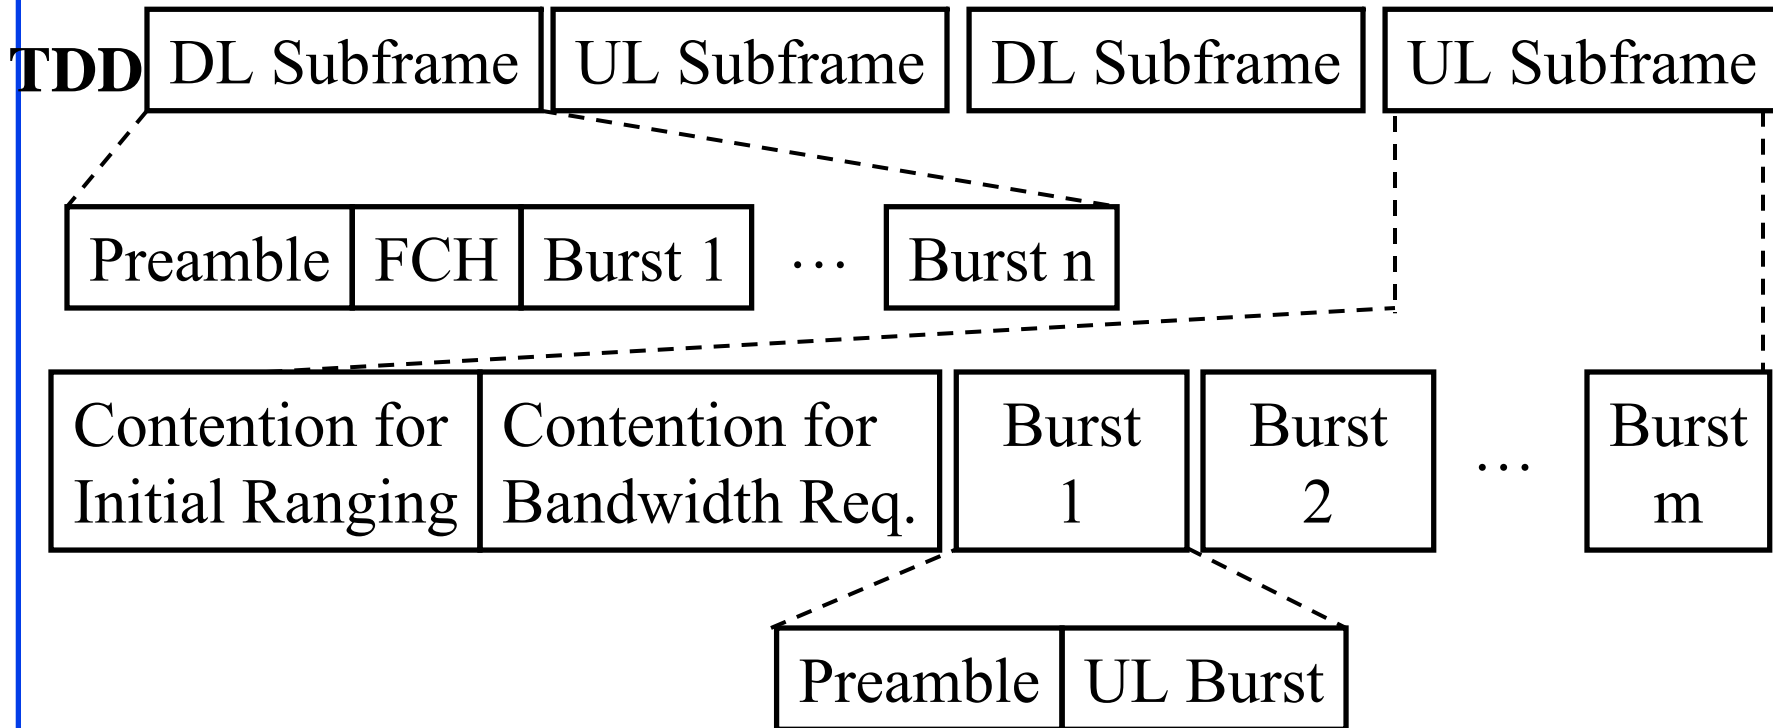 TDD DL Subframe UL Subframe DL Subframe UL Subframe
Preamble FCH Burst 1 ... Burst n
Contention for Contention for Burst Burst ... Burst
Initial Ranging Bandwidth Req. 1 2 m
Preamble UL Burst